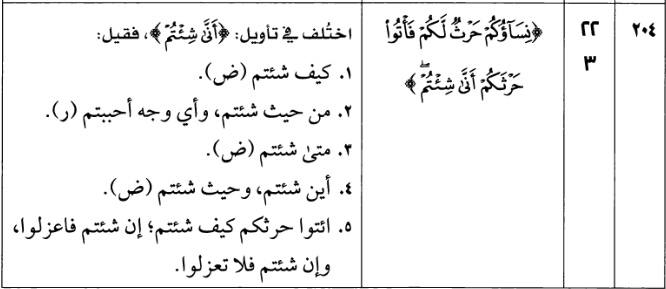 ٢٠٤
٢٢
٣
﴿نِسَآؤُكُمۡ حَرۡثٞ لَّكُمۡ فَأۡتُواْ
حَرۡثَكُمۡ أَنَّىٰ شِئۡتُمۡۖ﴾
اختُلف في تأويل: ﴿أَنَّىٰ شِئۡتُمۡ﴾، فقيل:
١. كيف شئتم (ض).
٢. من حيث شئتم، وأي وجه أحببتم (ر).
٣. متىٰ شئتم (ض).
٤. أين شئتم، وحيث شئتم (ض).
٥. ائتوا حرثكم كيف شئتم؛ إن شئتم فاعزلوا،
وإن شئتم فلا تعزلوا.